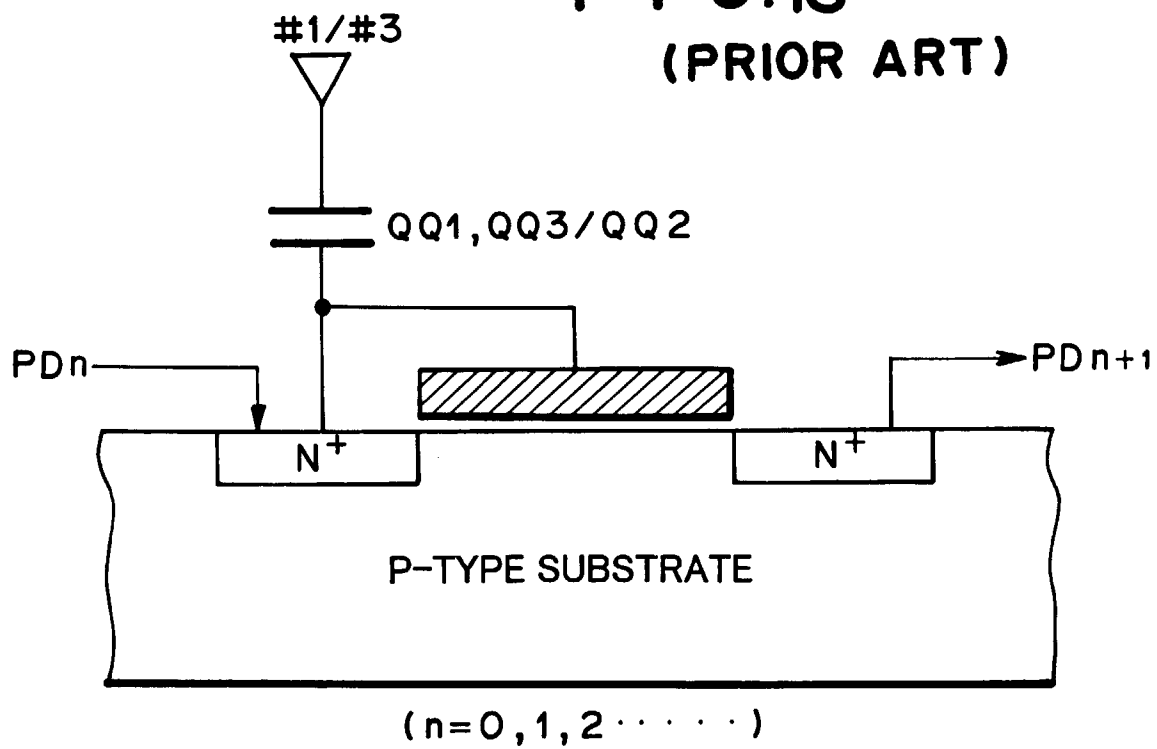 #1/#3
(PRIOR ART)
QQ1,QQ3/QQ2
PDn
PDn+1
N+
N+
P-TYPE SUBSTRATE
(n=0,1,2·····)